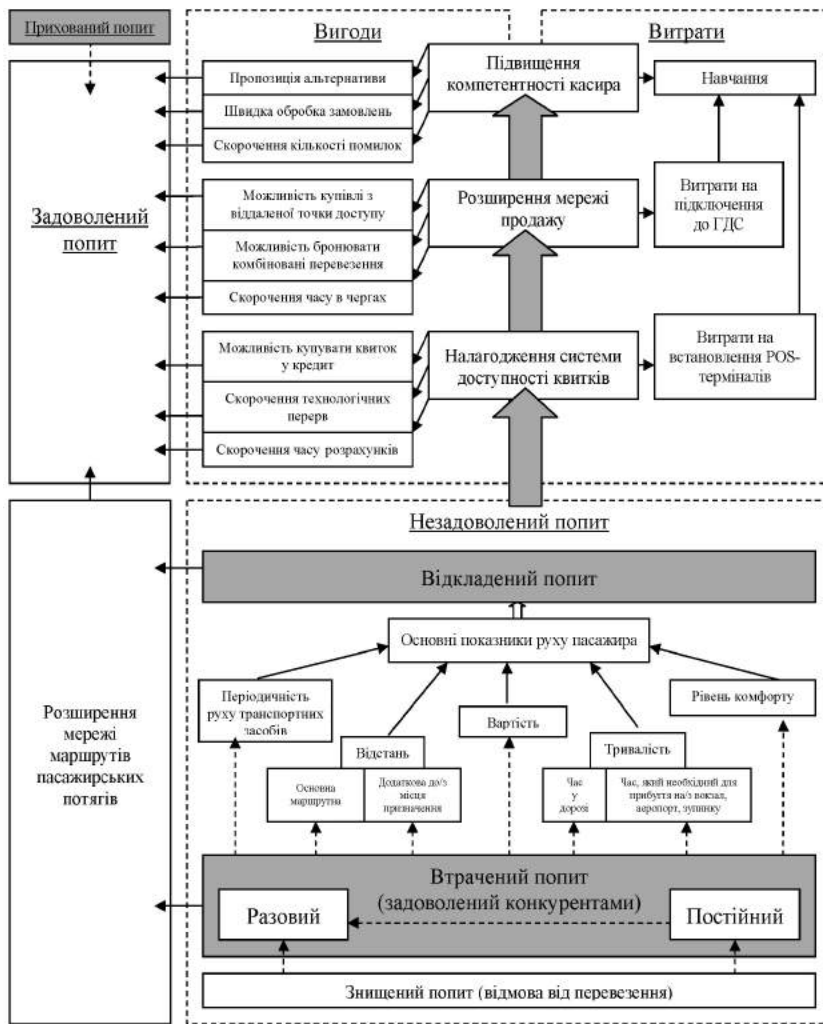 Прихований попит
Вигоди
Витрати
Задоволений
попит
Пропозиція альтернативи
Швидка обробка замовлень
Скорочення кількості помилок
Підвищення
компетентності касира
Навчання
Можливість купівлі з
віддаленої точки доступу
Можливість бронювати
комбіновані перевезення
Скорочення часу в чергах
Розширення мережі
продажу
Витрати на
підключення
до ГДС
Можливість купувати квиток
у кредит
Скорочення технологічних
перерв
Скорочення часу розрахунків
Налагодження системи
доступності квитків
Витрати на
встановлення POS-
терміналів
Розширення
мережі
маршрутів
пасажирських
потягів
Незадоволений попит
Відкладений попит
Основні показники руху пасажира
Періодичність
руху транспортних
засобів
Відстань
Основна
маршрутна
Додаткова до/з
місця
призначення
Вартість
Тривалість
Час
у
дорозі
Час, який необхідний для
прибуття на/з вокзал,
аеропорт, зупинку
Рівень комфорту
Втрачений попит
(задоволений конкурентами)
Разовий
Постійний
Знищений попит (відмова від перевезення)